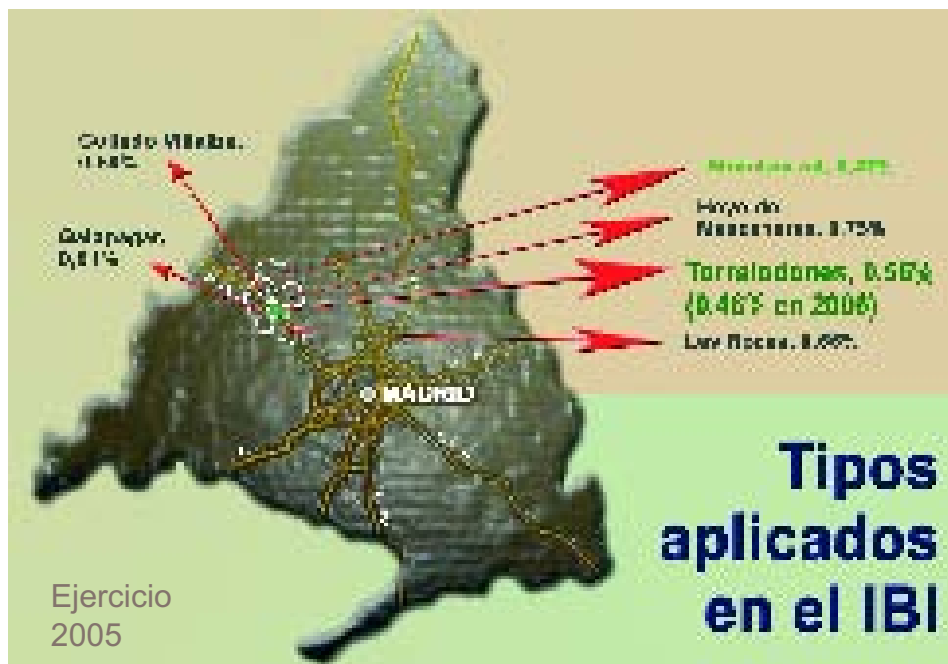 Collado Villalba,
Galapagar,
0,61%
Hoyo de
Manzanares, 0.75%
Torrelodones, 0.56%
(0.46% en 2006)
Las Rozas,
MADRID
Tipos
aplicados
en el IBI
Ejercicio
2005